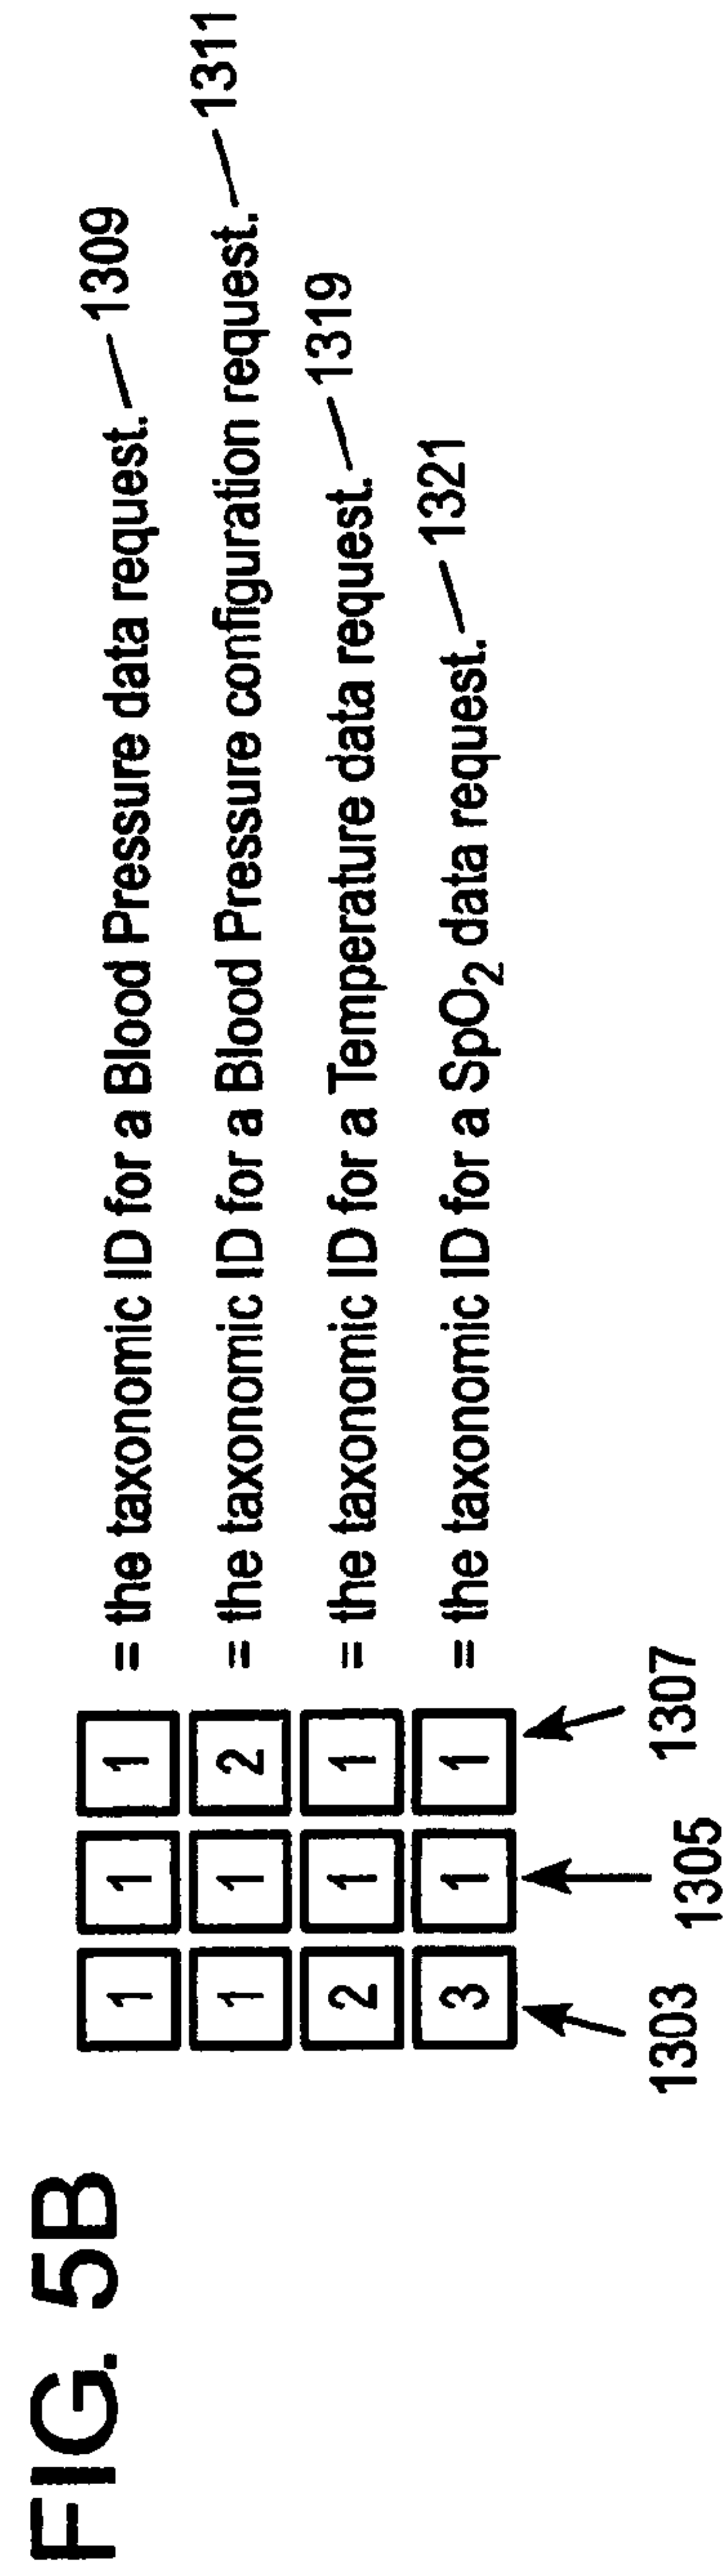 FIG. 5B
1 1 1 = the taxonomic ID for a Blood Pressure data request. 1309
1 1 2 = the taxonomic ID for a Blood Pressure configuration request. 1311
2 1 1 = the taxonomic ID for a Temperature data request. 1319
3 1 1 = the taxonomic ID for a SpO₂ data request. 1321
1303 1305 1307